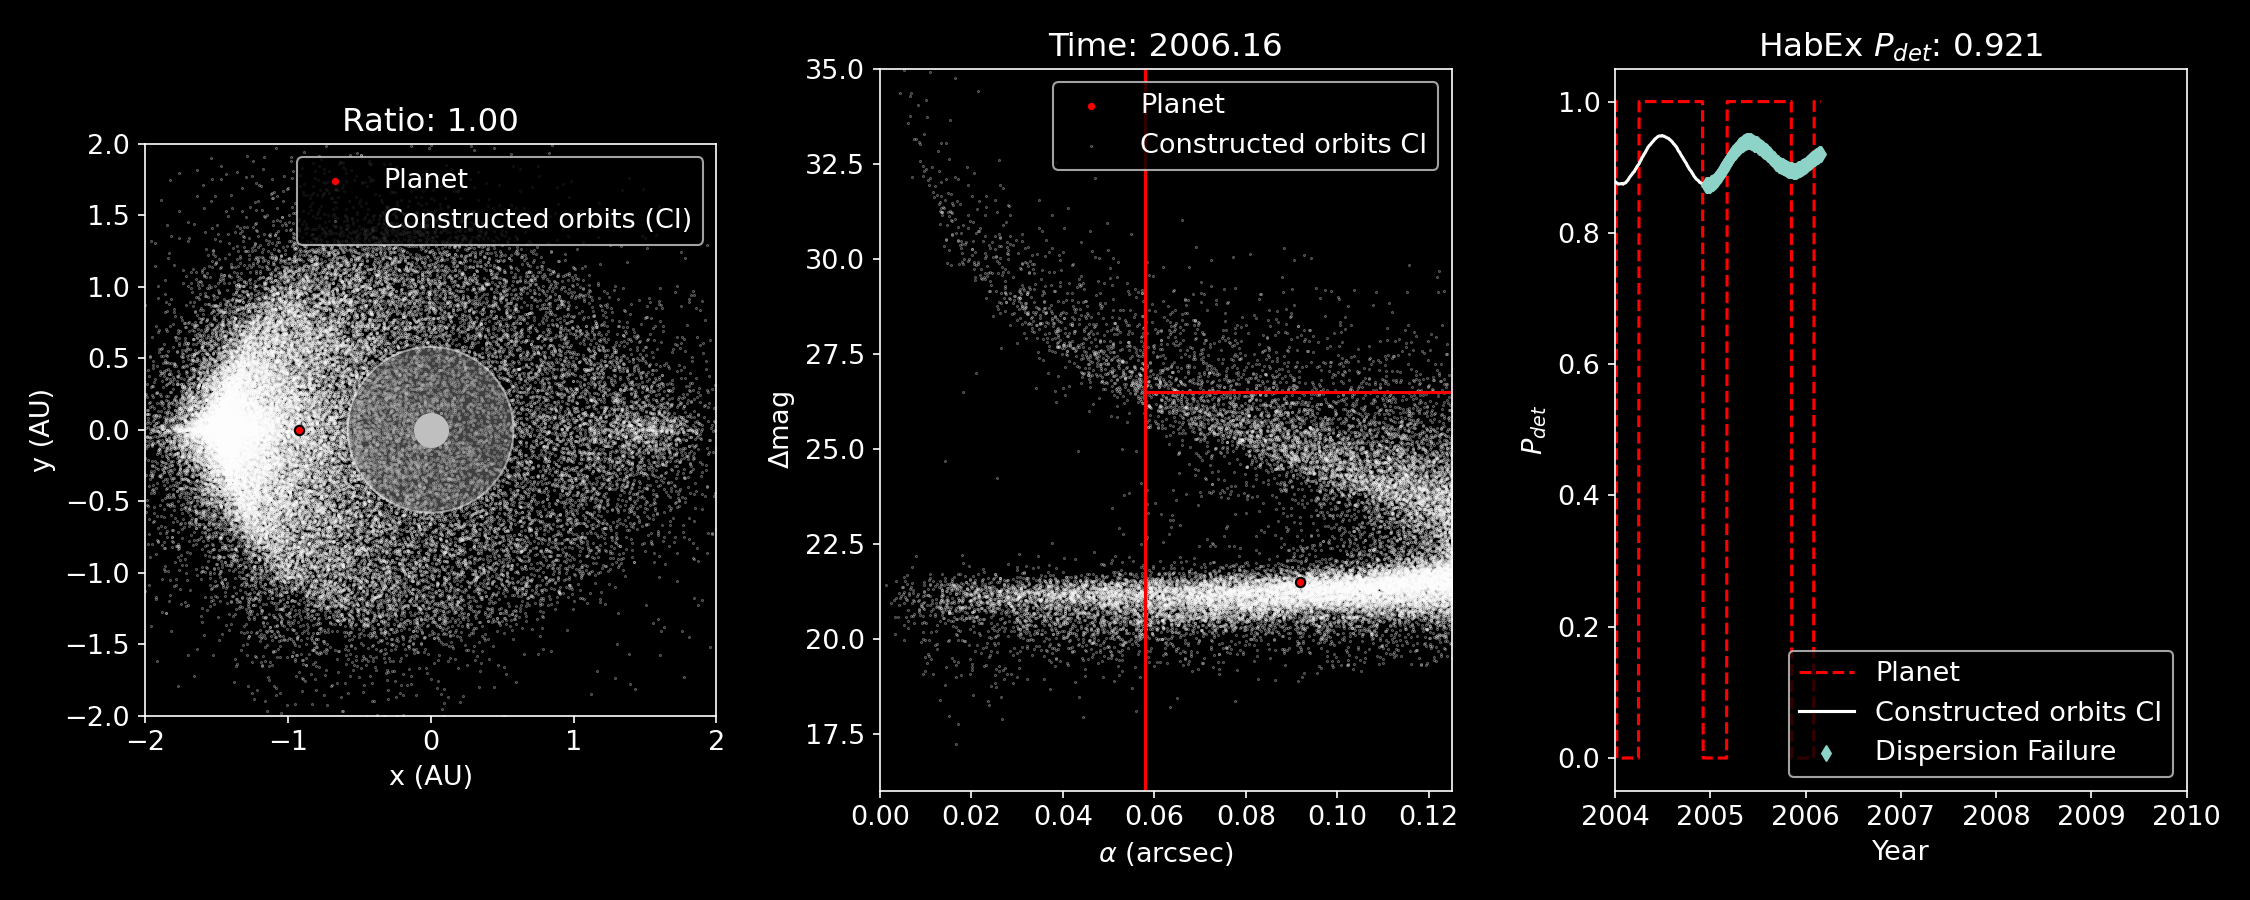 Ratio: 1.00
Planet
Constructed orbits (CI)
2.0
1.5
1.0
0.5
0.0
−0.5
−1.0
−1.5
−2.0
y (AU)
−2
−1
0
1
2
x (AU)
Time: 2006.16
Planet
Constructed orbits CI
35.0
32.5
30.0
27.5
25.0
22.5
20.0
17.5
Δmag
0.00
0.02
0.04
0.06
0.08
0.10
0.12
α (arcsec)
HabEx P_det: 0.921
1.0
0.8
0.6
0.4
0.2
0.0
P_det
Planet
Constructed orbits CI
Dispersion Failure
2004
2005
2006
2007
2008
2009
2010
Year